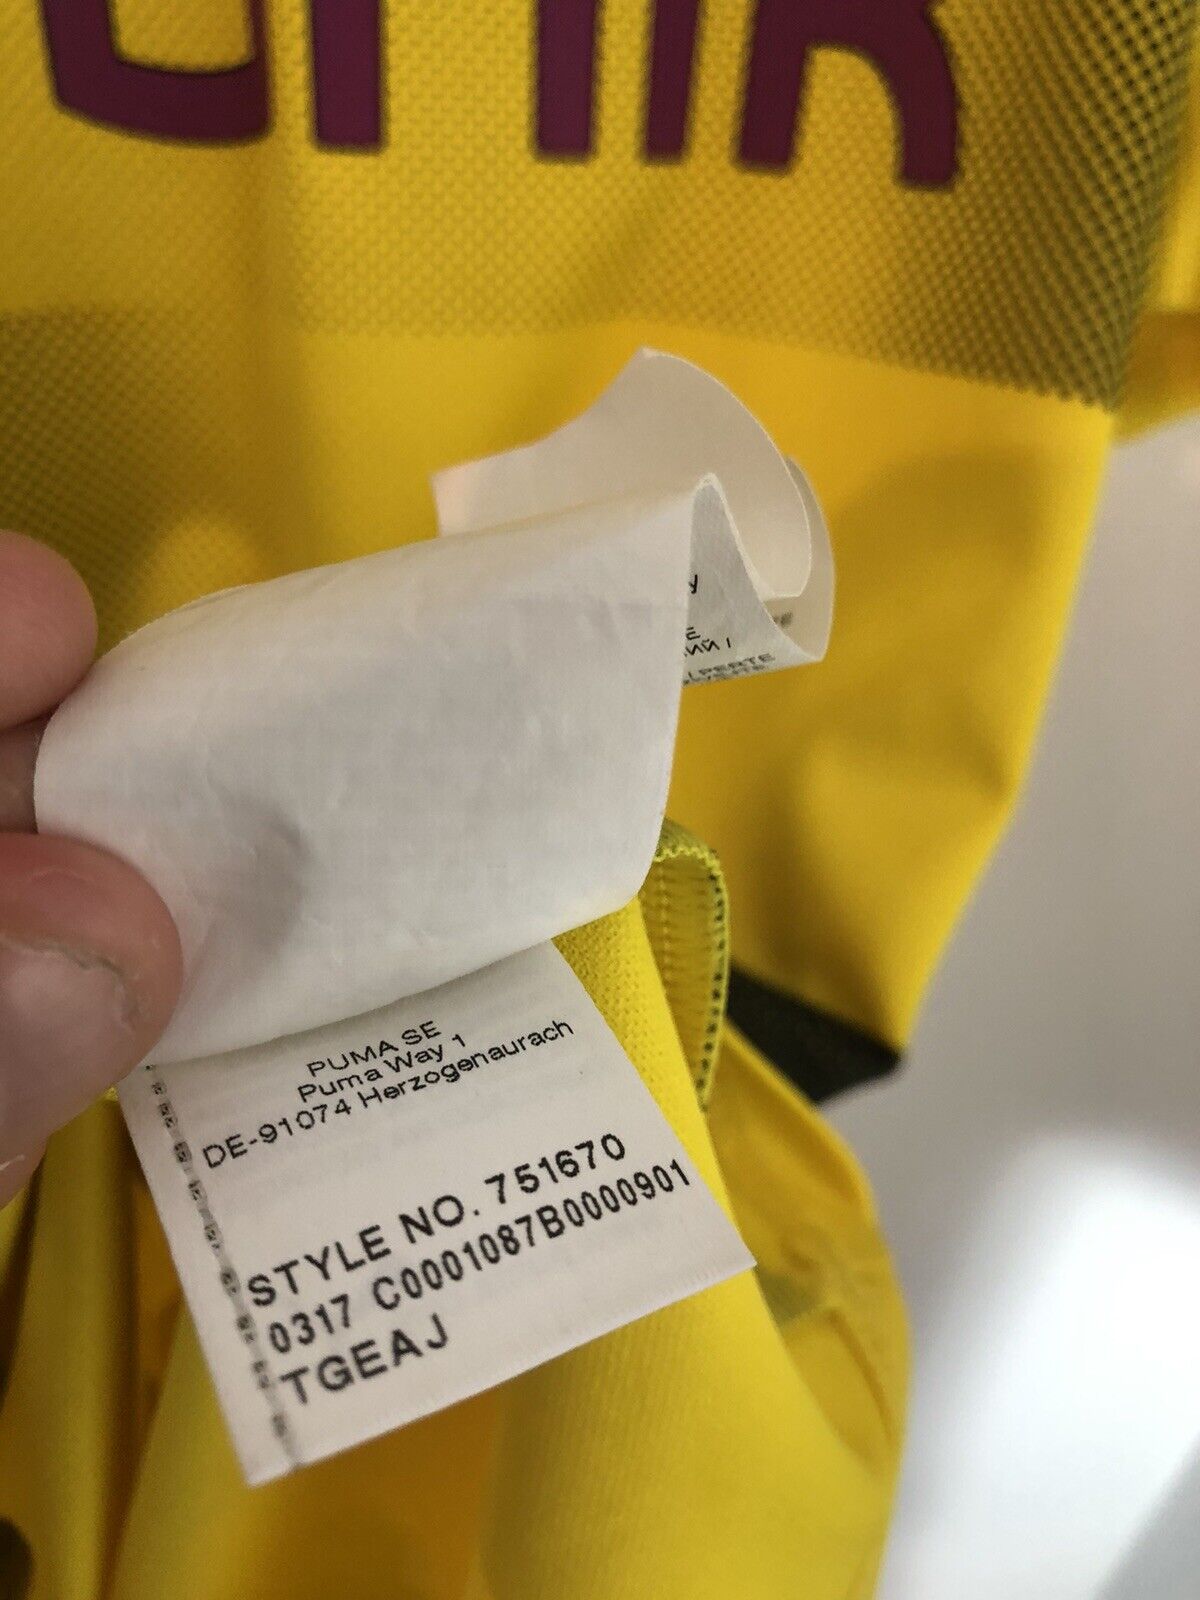 PUMA SE
Puma Way 1
DE-91074 Herzogenaurach
STYLE NO. 751670
0317 C0001087B0000901
TGEAJ